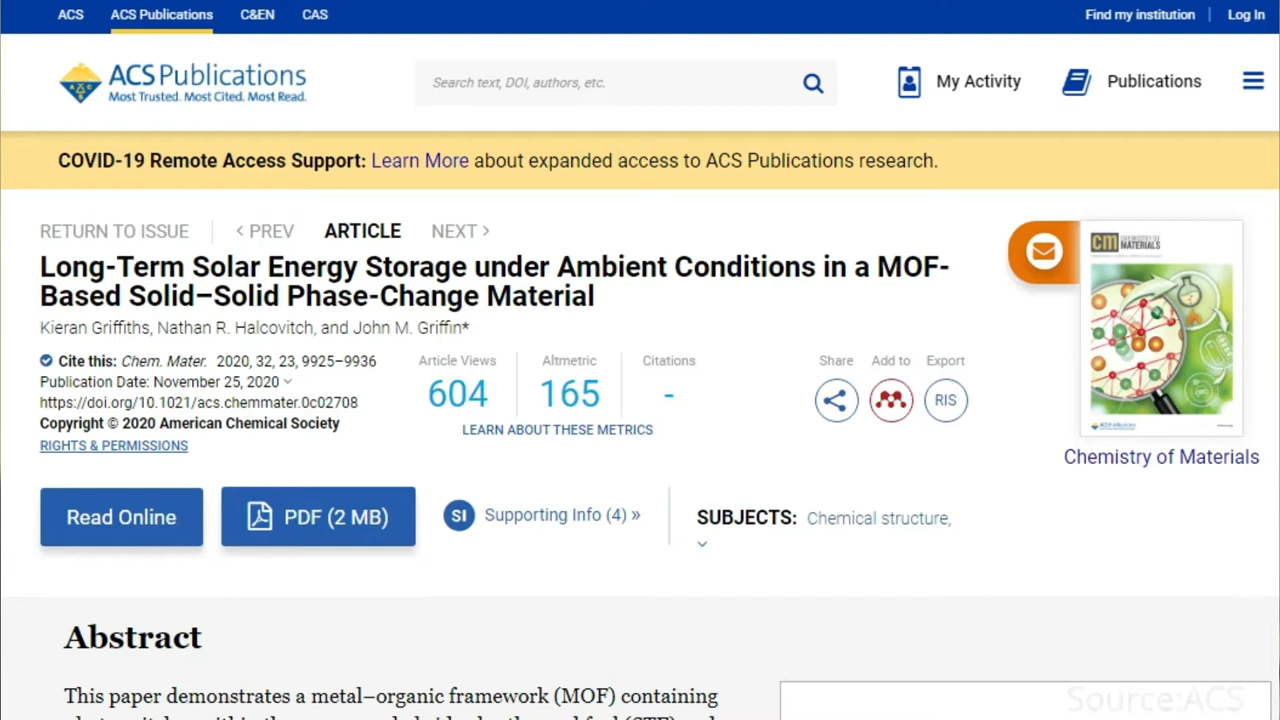 ACS ACS Publications C&EN CAS Find my institution Log In
ACS Publications
Most Trusted. Most Cited. Most Read.
Search text, DOI, authors, etc.
My Activity
Publications
COVID-19 Remote Access Support: Learn More about expanded access to ACS Publications research.
RETURN TO ISSUE < PREV ARTICLE NEXT >
Long-Term Solar Energy Storage under Ambient Conditions in a MOF-
Based Solid–Solid Phase-Change Material
Kieran Griffiths, Nathan R. Halcovitch, and John M. Griffin*
Cite this: Chem. Mater. 2020, 32, 23, 9925–9936
Publication Date: November 25, 2020
https://doi.org/10.1021/acs.chemmater.0c02708
Copyright © 2020 American Chemical Society
RIGHTS & PERMISSIONS
Article Views Altmetric Citations
604 165 -
LEARN ABOUT THESE METRICS
Share Add to Export
RIS
cm CHEMISTRY OF
MATERIALS
ACS Publications
Chemistry of Materials
Read Online
PDF (2 MB)
SI Supporting Info (4) »
SUBJECTS: Chemical structure,
Abstract
This paper demonstrates a metal–organic framework (MOF) containing
Source:ACS